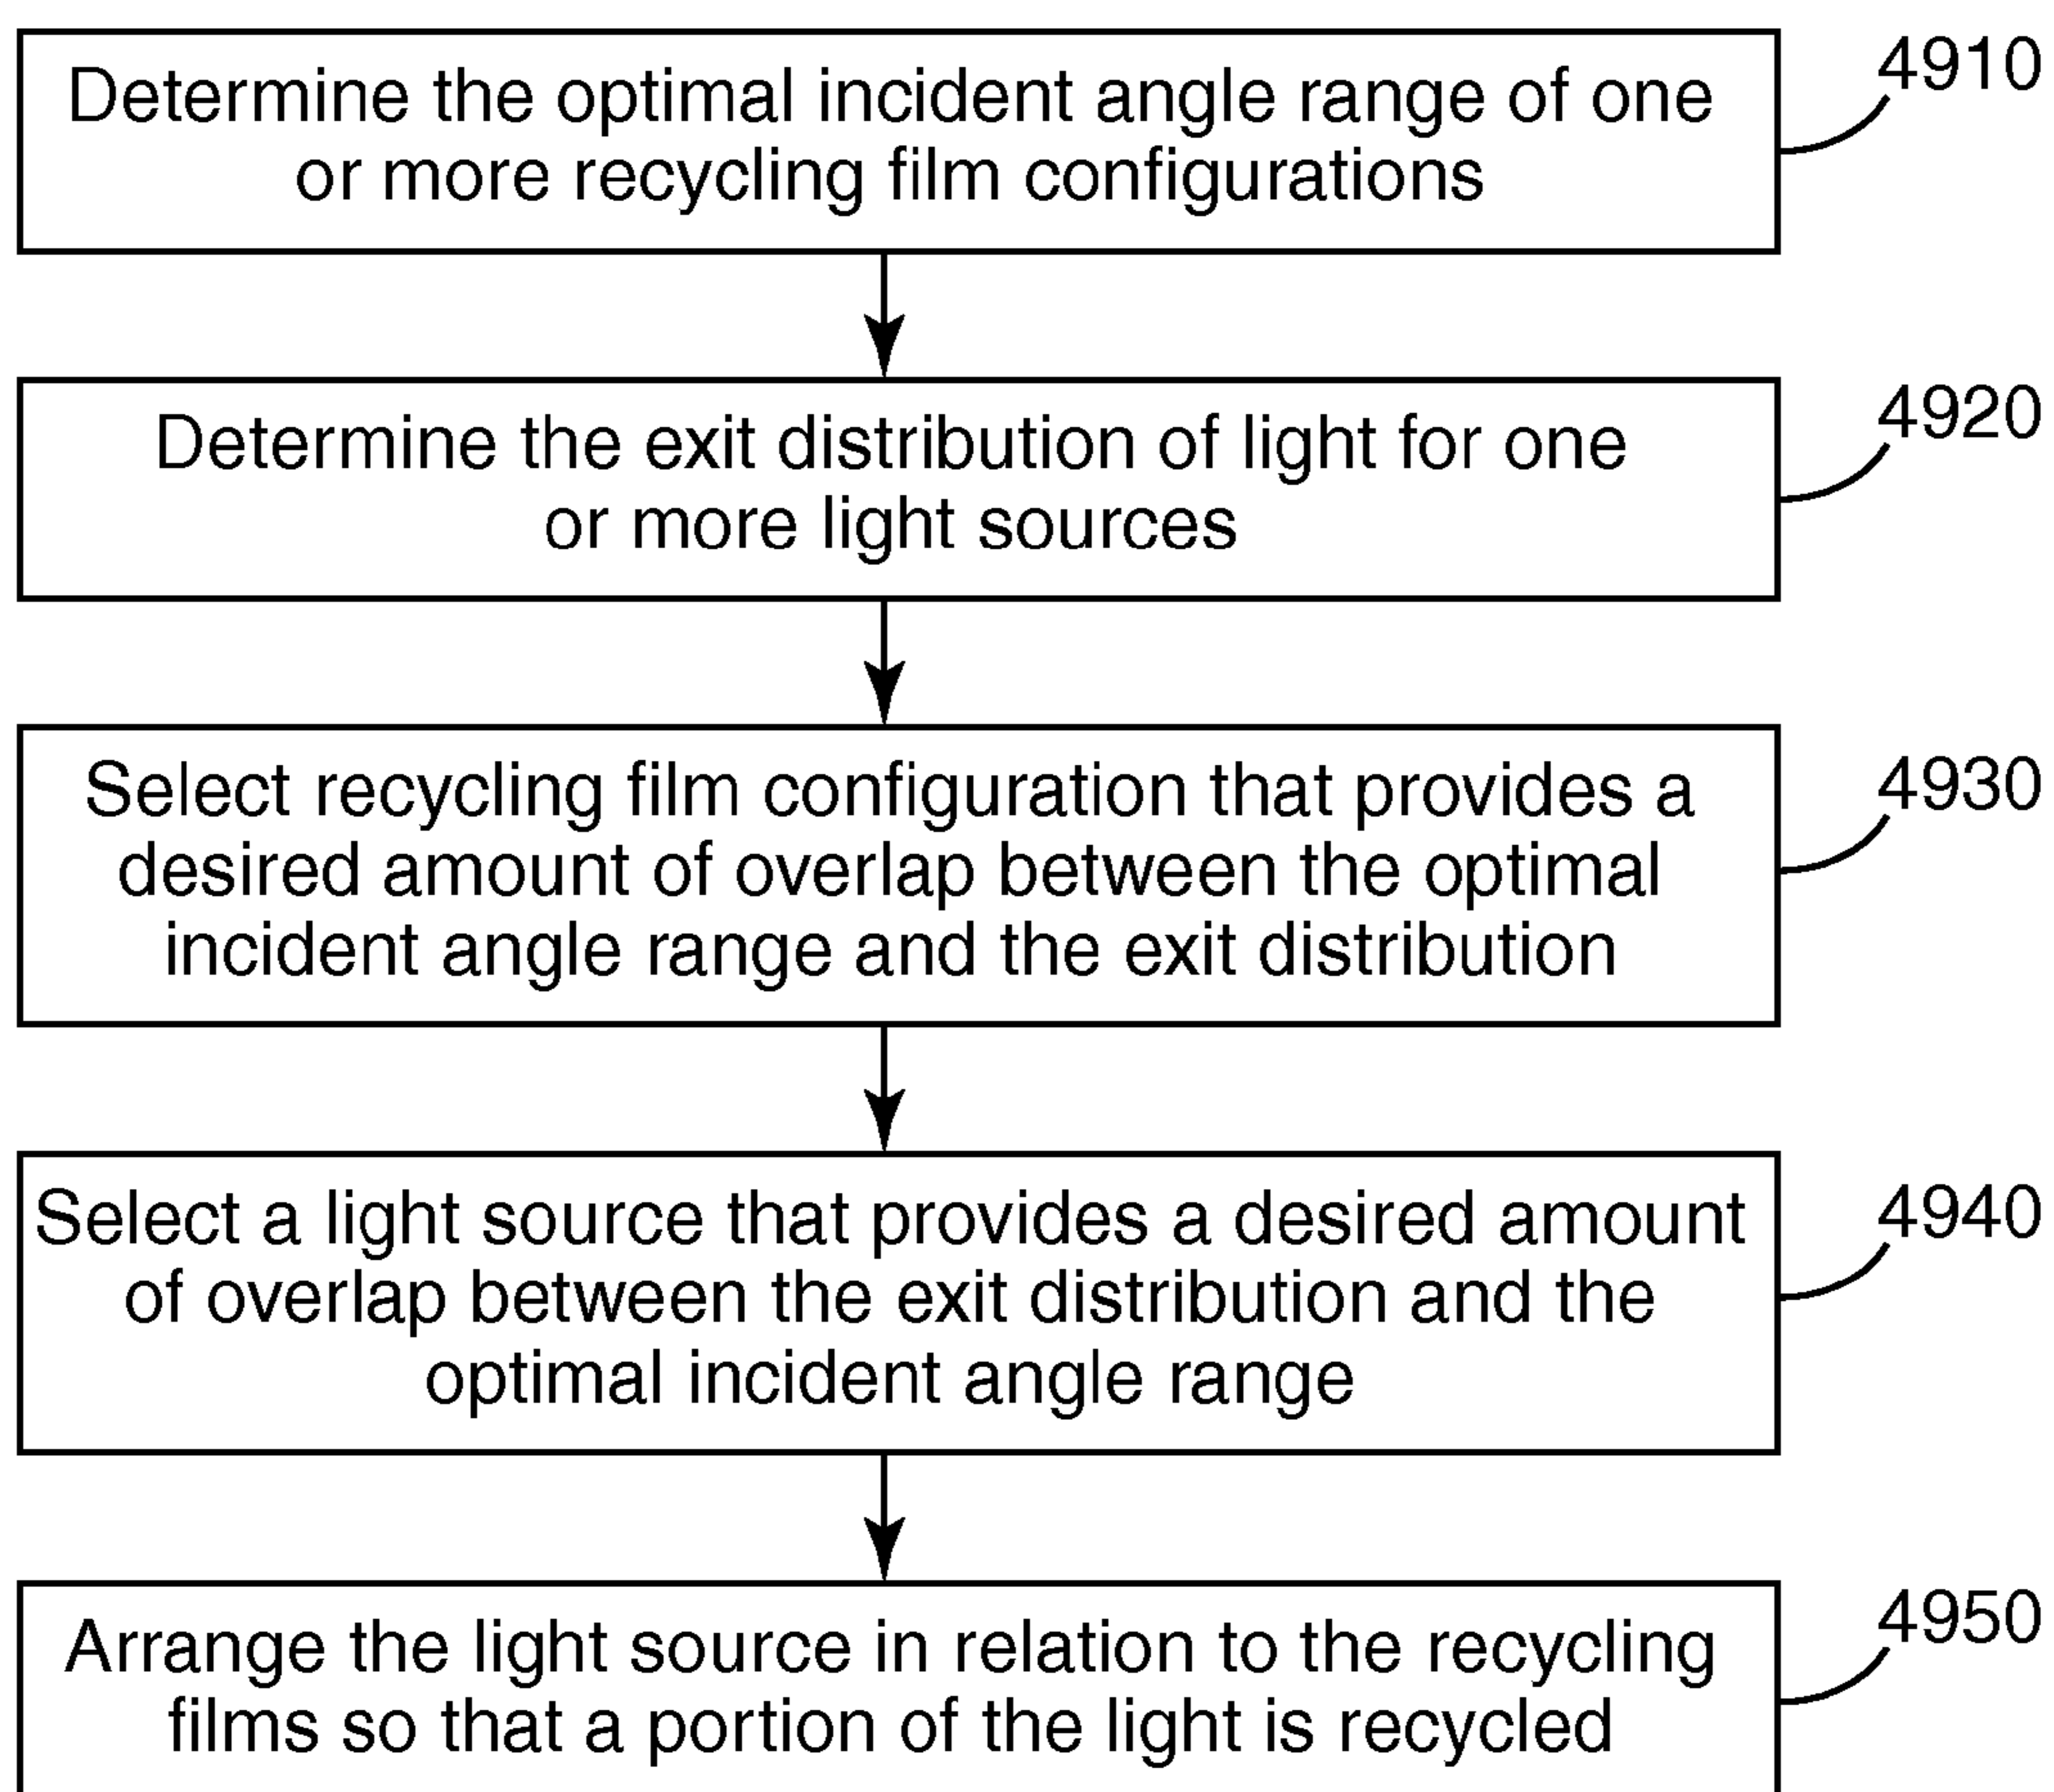 Determine the optimal incident angle range of one
or more recycling film configurations
4910
Determine the exit distribution of light for one
or more light sources
4920
Select recycling film configuration that provides a
desired amount of overlap between the optimal
incident angle range and the exit distribution
4930
Select a light source that provides a desired amount
of overlap between the exit distribution and the
optimal incident angle range
4940
Arrange the light source in relation to the recycling
films so that a portion of the light is recycled
4950